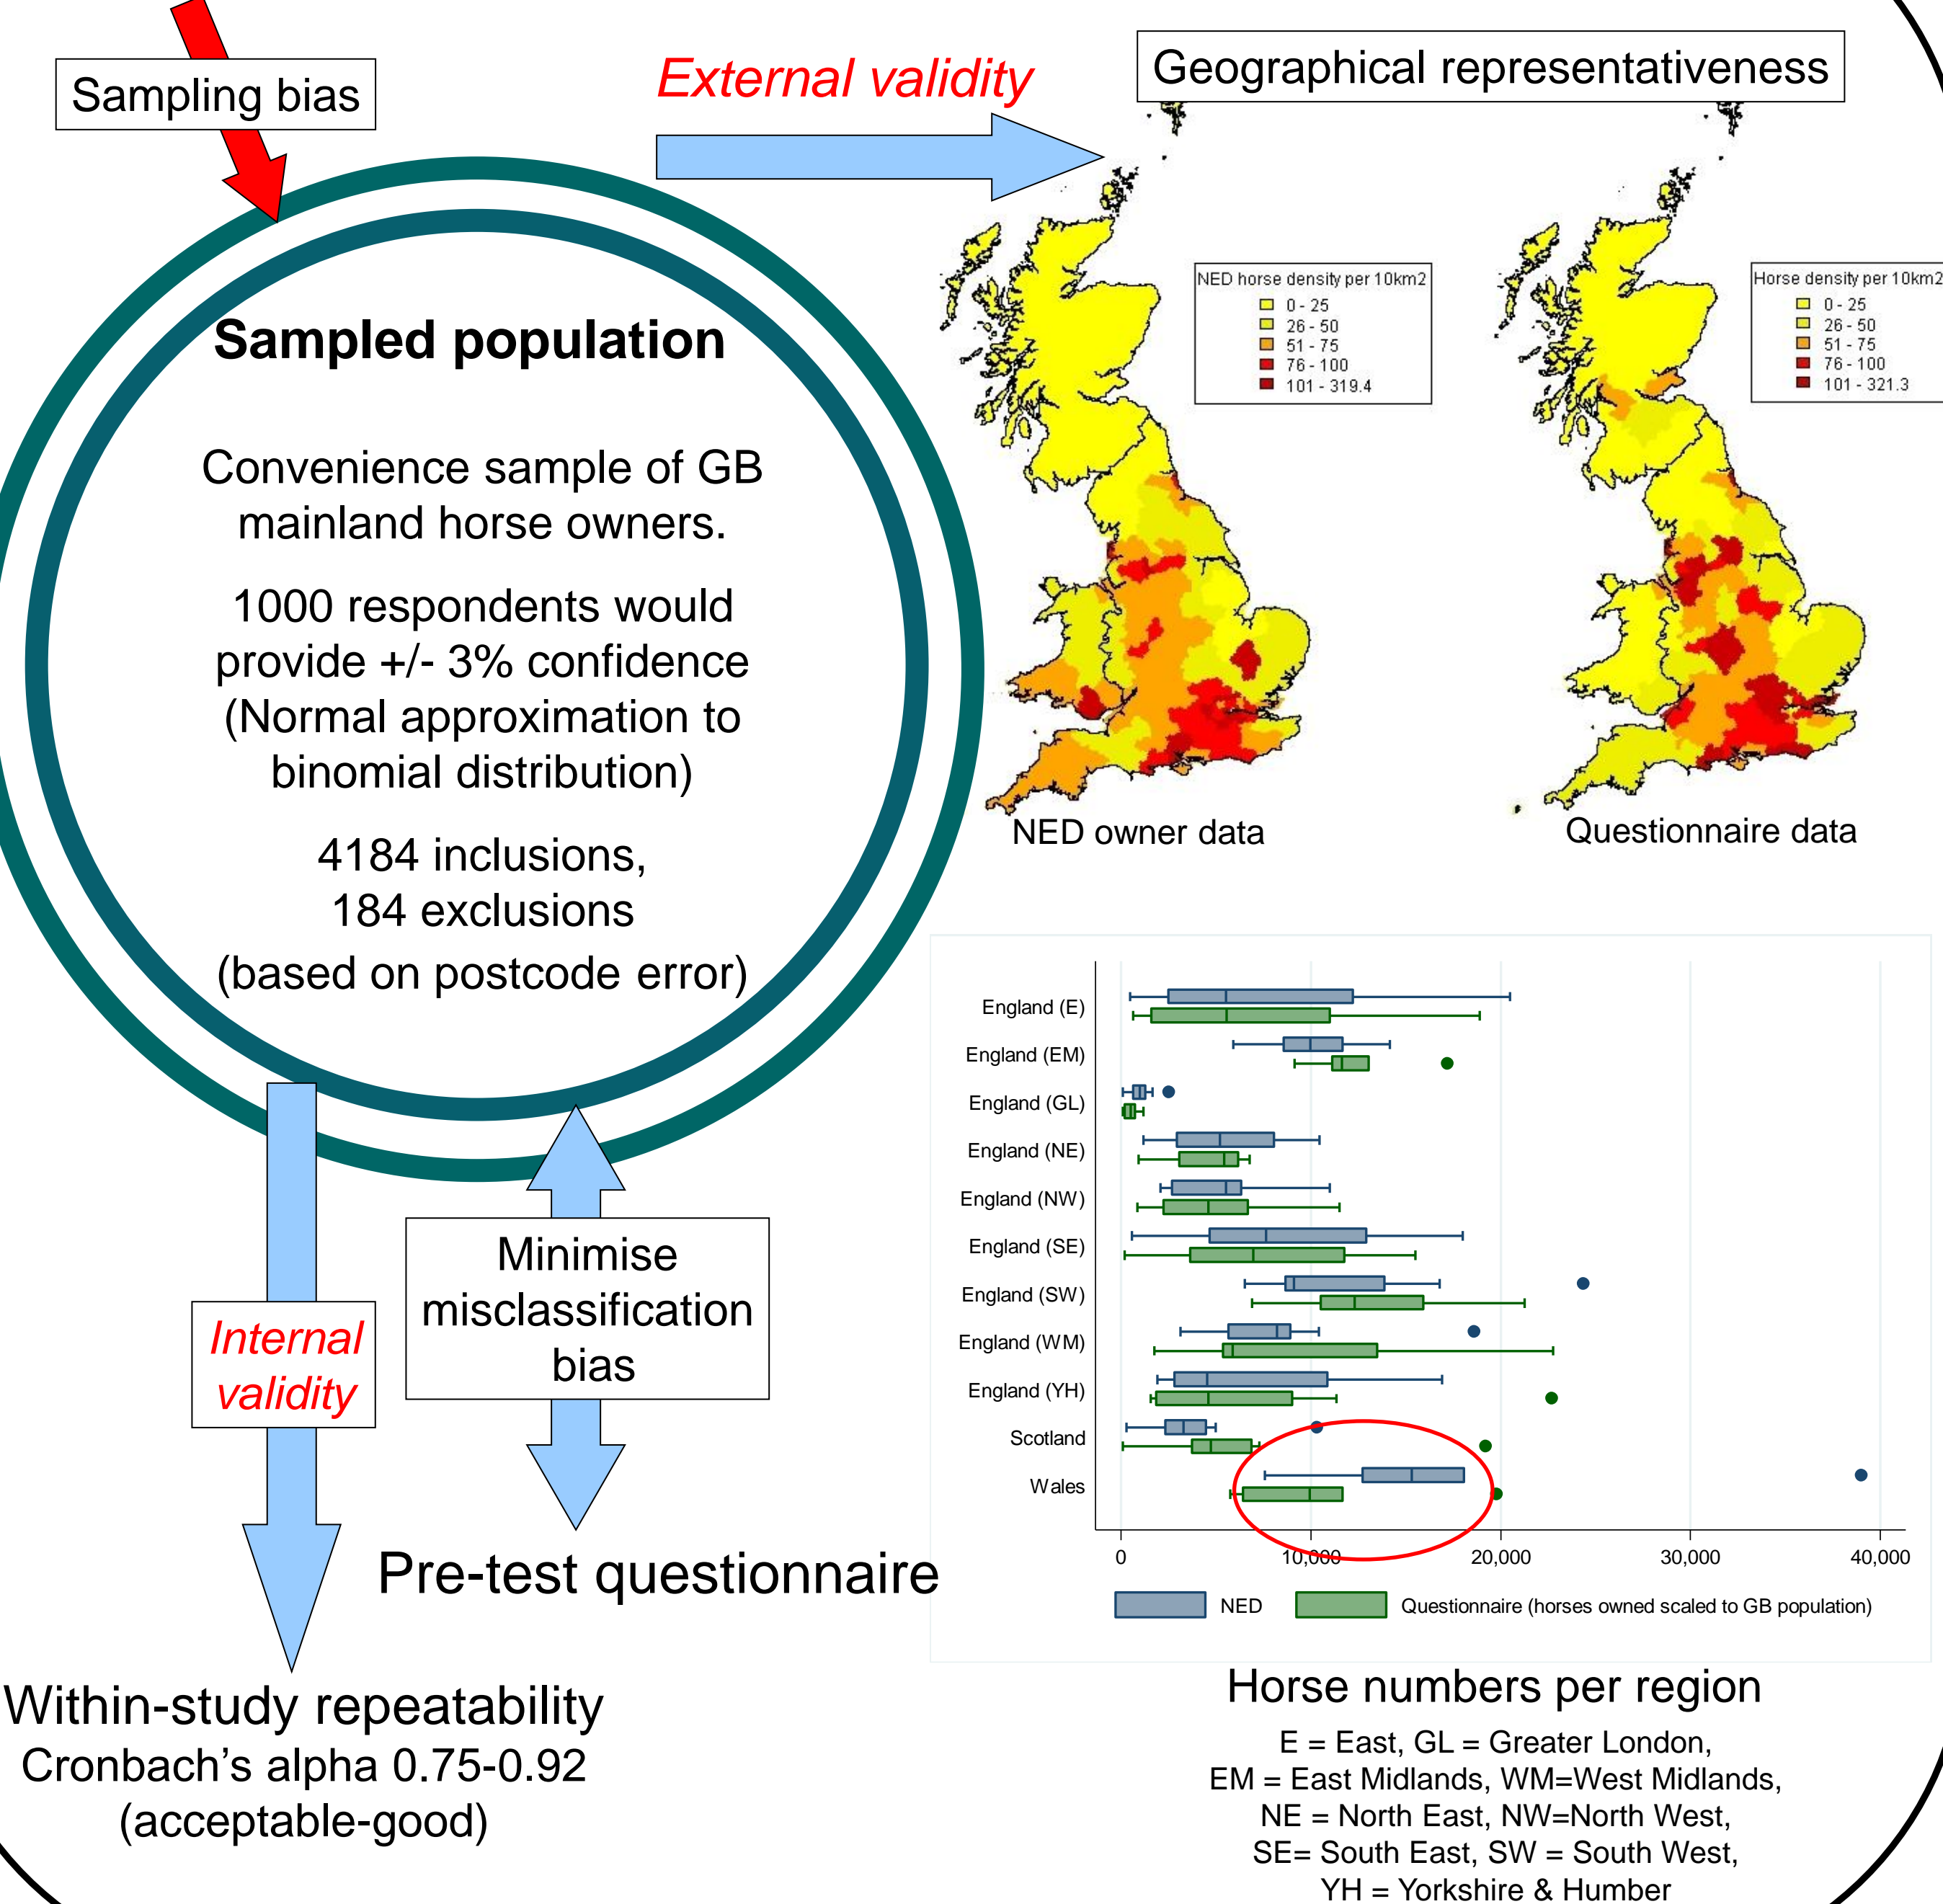 Sampling bias
External validity
Geographical representativeness
Sampled population
Convenience sample of GB
mainland horse owners.
1000 respondents would
provide +/- 3% confidence
(Normal approximation to
binomial distribution)
4184 inclusions,
184 exclusions
(based on postcode error)
NED horse density per 10km2
0 - 25
26 - 50
51 - 75
76 - 100
101 - 319.4
Horse density per 10km2
0 - 25
26 - 50
51 - 75
76 - 100
101 - 321.3
NED owner data
Questionnaire data
England (E)
England (EM)
England (GL)
England (NE)
England (NW)
England (SE)
England (SW)
England (WM)
England (YH)
Scotland
Wales
0
10,000
20,000
30,000
40,000
NED
Questionnaire (horses owned scaled to GB population)
Horse numbers per region
E = East, GL = Greater London,
EM = East Midlands, WM=West Midlands,
NE = North East, NW=North West,
SE= South East, SW = South West,
YH = Yorkshire & Humber
Internal
validity
Minimise
misclassification
bias
Pre-test questionnaire
Within-study repeatability
Cronbach's alpha 0.75-0.92
(acceptable-good)